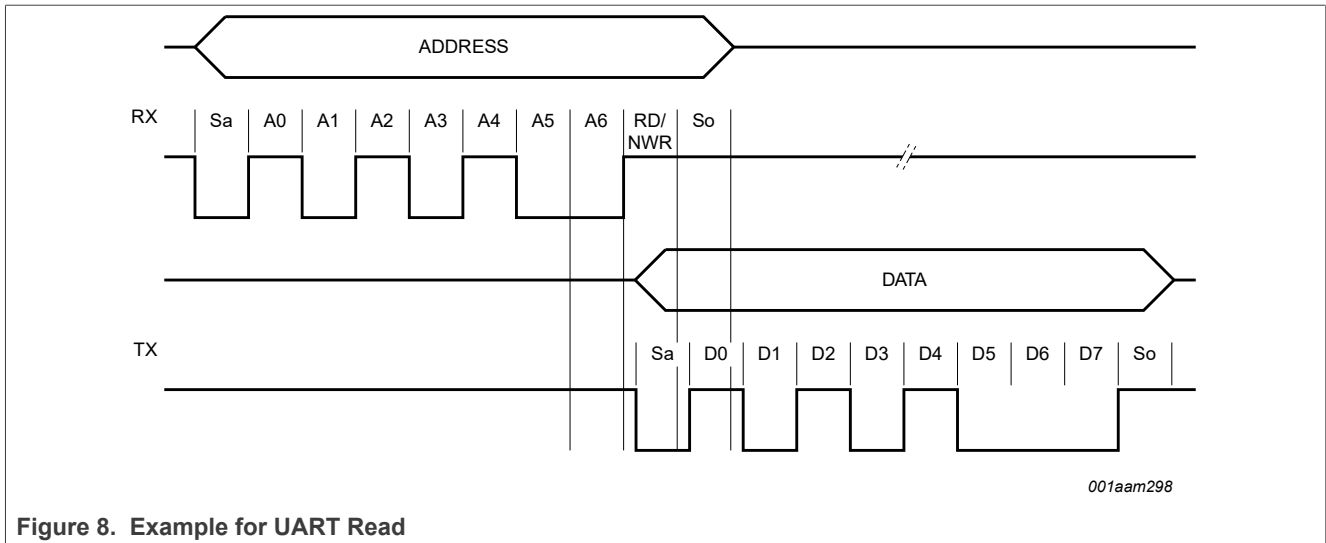 ADDRESS
RX Sa A0 A1 A2 A3 A4 A5 A6 RD/ So
NWR
DATA
TX Sa D0 D1 D2 D3 D4 D5 D6 D7 So
001aam298
Figure 8. Example for UART Read